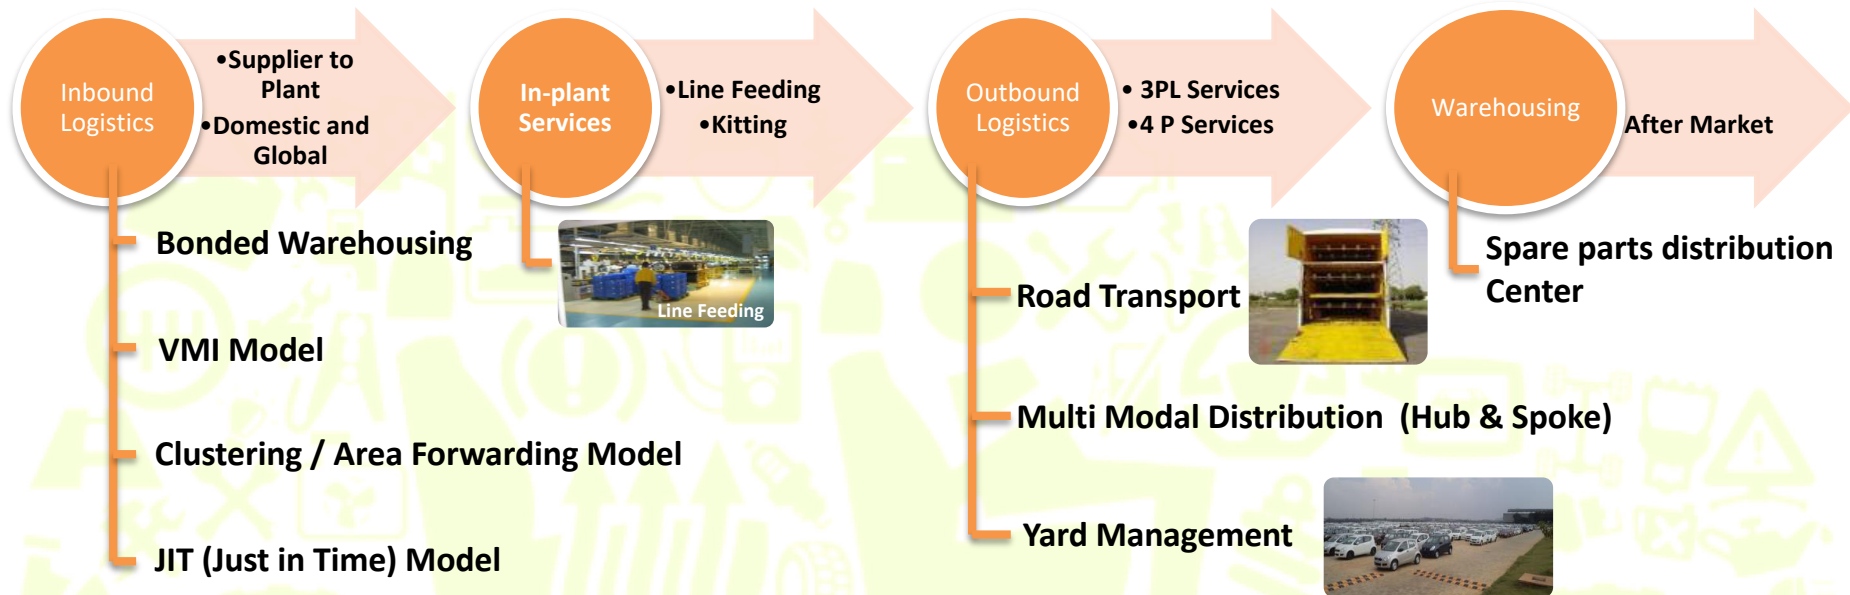 Inbound
Logistics
•Supplier to
Plant
•Domestic and
Global
In-plant
Services
•Line Feeding
•Kitting
Outbound
Logistics
• 3PL Services
•4 P Services
Warehousing
After Market
Bonded Warehousing
VMI Model
Clustering / Area Forwarding Model
JIT (Just in Time) Model
Line Feeding
Road Transport
Multi Modal Distribution  (Hub & Spoke)
Yard Management
Spare parts distribution
Center